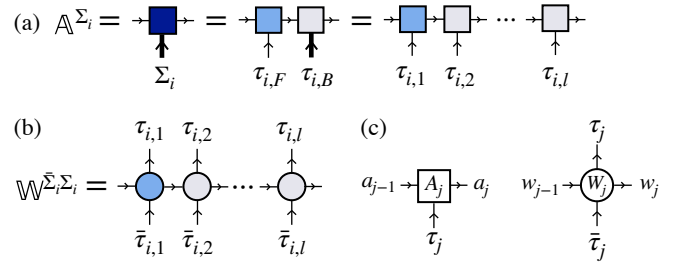 (a) 𝔸^{Σ_i} = = =
Σ_i τ_{i,F} τ_{i,B} τ_{i,1} τ_{i,2} ··· τ_{i,l}
(b) τ_{i,1} τ_{i,2} τ_{i,l} (c) τ_j
𝕎^{Σ̄_iΣ_i} = ··· a_{j−1} A_j a_j w_{j−1} W_j w_j
τ̄_{i,1} τ̄_{i,2} τ̄_{i,l} τ_j τ̄_j